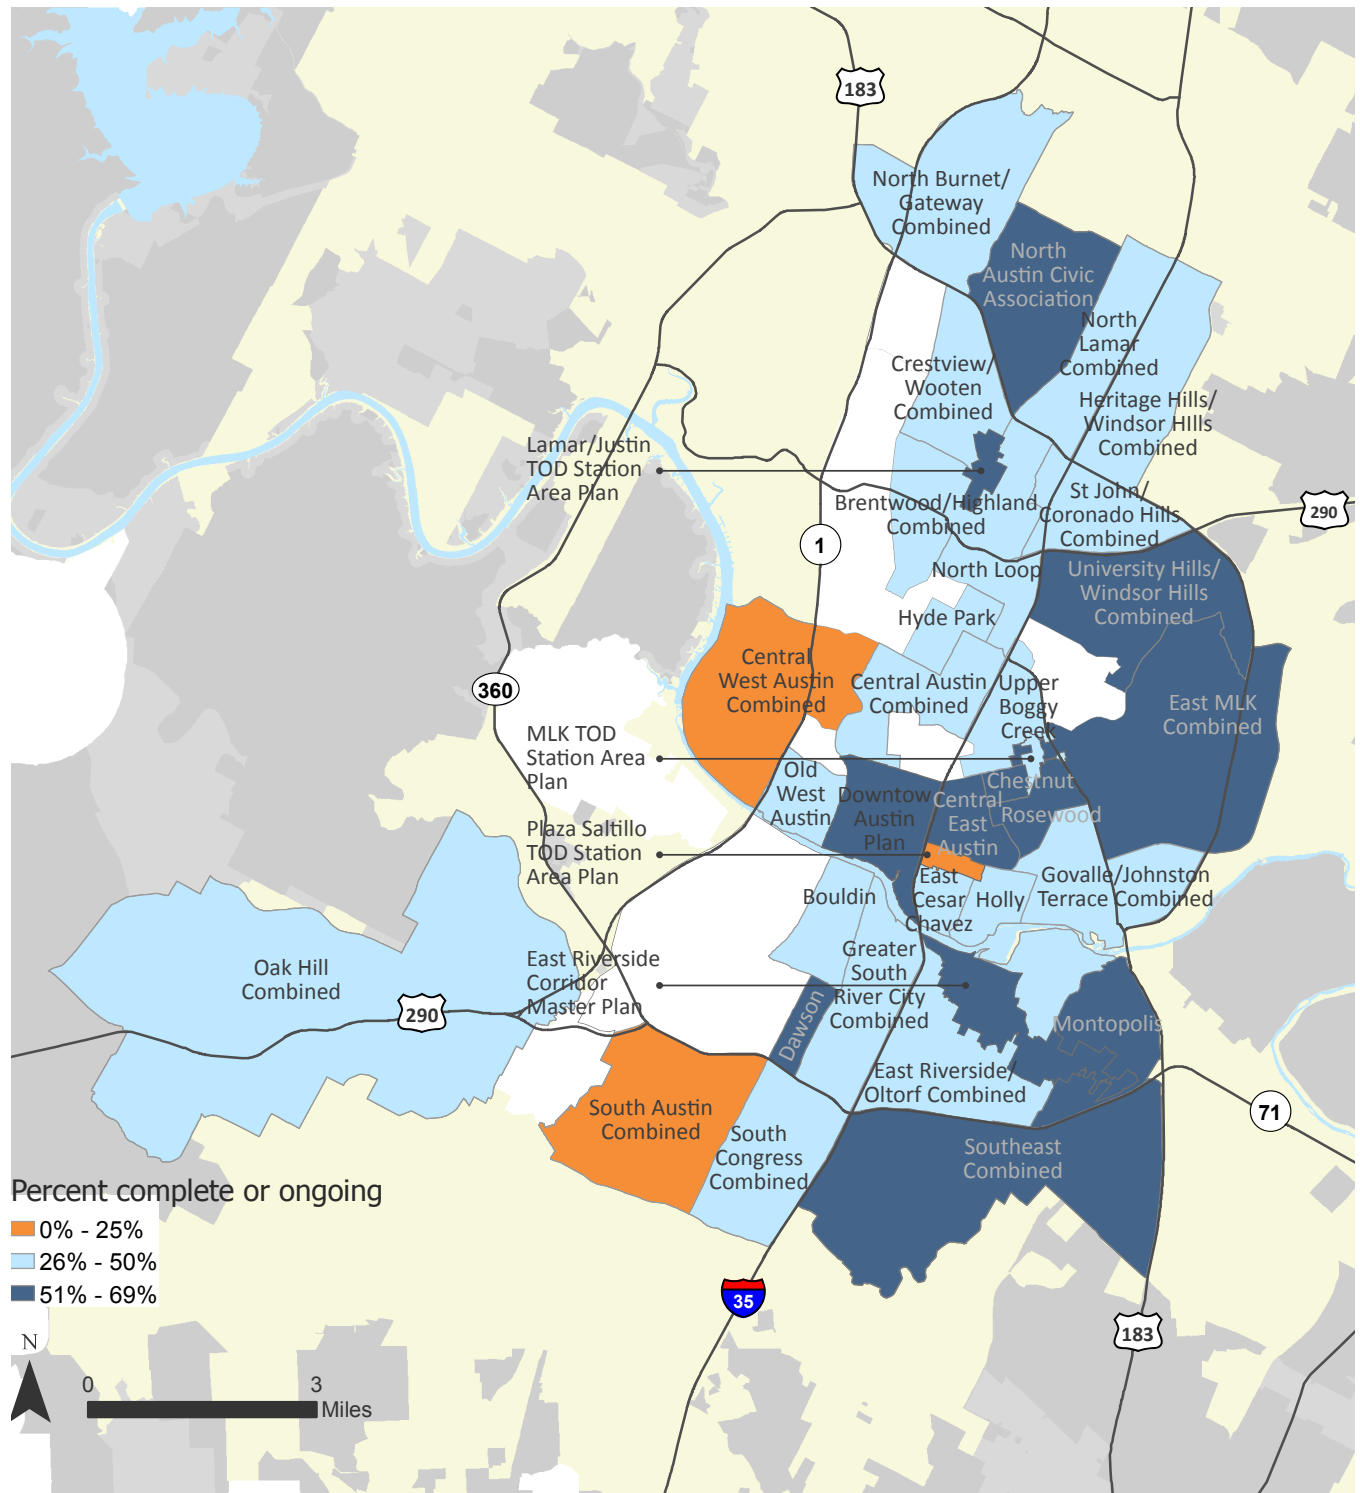 183
North Burnet/
Gateway
Combined
North
Austin Civic
Association
North
Lamar
Combined
Crestview/
Wooten
Combined
Heritage Hills/
Windsor HIlls
Combined
Lamar/Justin
TOD Station
Area Plan
Brentwood/Highland
Combined
St John/
Coronado Hills
Combined
290
1
North Loop
University Hills/
Windsor Hills
Combined
Hyde Park
Central
West Austin
Combined
Central Austin
Combined
Upper
Boggy
Creek
East MLK
Combined
360
MLK TOD
Station Area
Plan
Old
West
Austin
Downtow
Austin
Plan
Central
East
Austin
Chestnut
Rosewood
Plaza Saltillo
TOD Station
Area Plan
Bouldin
East
Cesar
Chavez
Holly
Govalle/Johnston
Terrace Combined
Oak Hill
Combined
290
East Riverside
Corridor
Master Plan
Greater
South
River City
Combined
Dawson
Montopolis
East Riverside/
Oltorf Combined
71
South Austin
Combined
South
Congress
Combined
Southeast
Combined
Percent complete or ongoing
0% - 25%
26% - 50%
51% - 69%
35
183
N
0 3
Miles